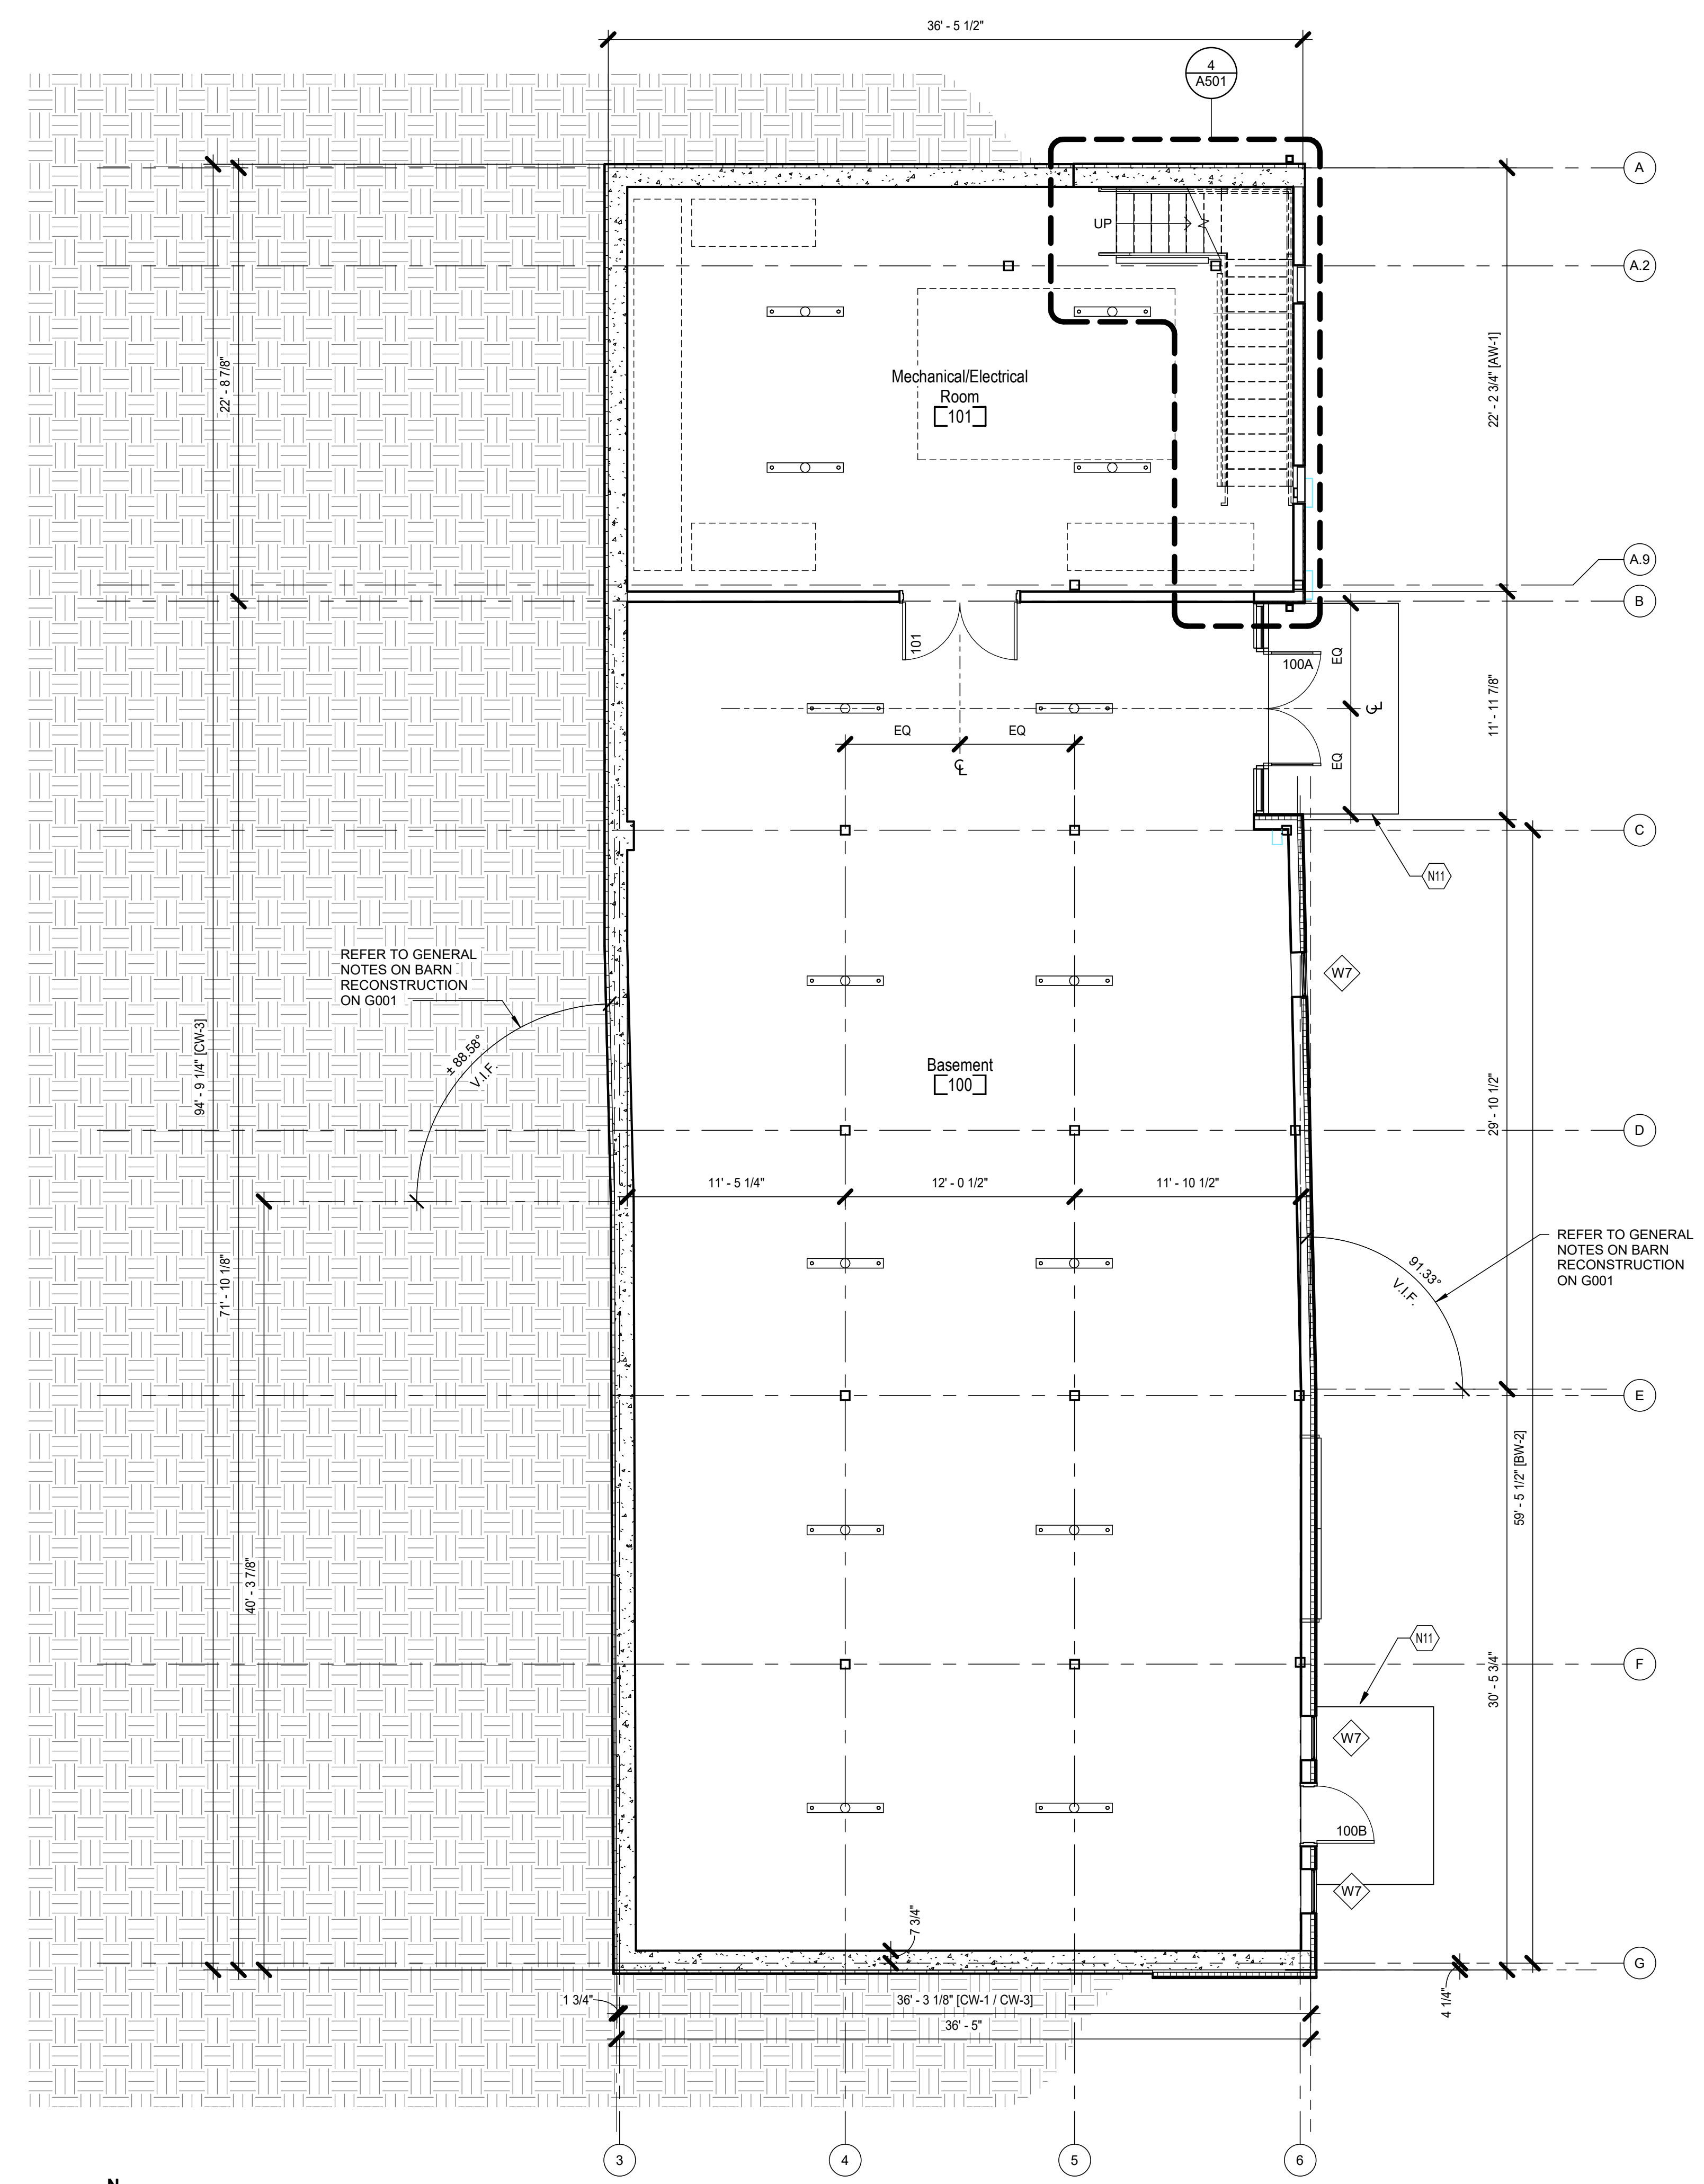 36' - 5 1/2"
4
A501
A
UP
A.2
22' - 8 7/8"
22' - 2 3/4" [AW-1]
Mechanical/Electrical
Room
101
A.9
B
101
100A
EQ
11' - 11 7/8"
EQ
EQ
CL
CL
EQ
C
N11
REFER TO GENERAL
NOTES ON BARN
RECONSTRUCTION
ON G001
W7
94' - 9 1/4" [CW-3]
± 88.58°
V.I.F.
Basement
100
29' - 10 1/2"
D
11' - 5 1/4"
12' - 0 1/2"
11' - 10 1/2"
71' - 10 1/8"
91.33°
V.I.F.
REFER TO GENERAL
NOTES ON BARN
RECONSTRUCTION
ON G001
E
59' - 5 1/2" [BW-2]
40' - 3 7/8"
N11
F
30' - 5 3/4"
W7
100B
W7
7 3/4"
G
1 3/4"
36' - 3 1/8" [CW-1 / CW-3]
4 1/4"
36' - 5"
3
4
5
6
N